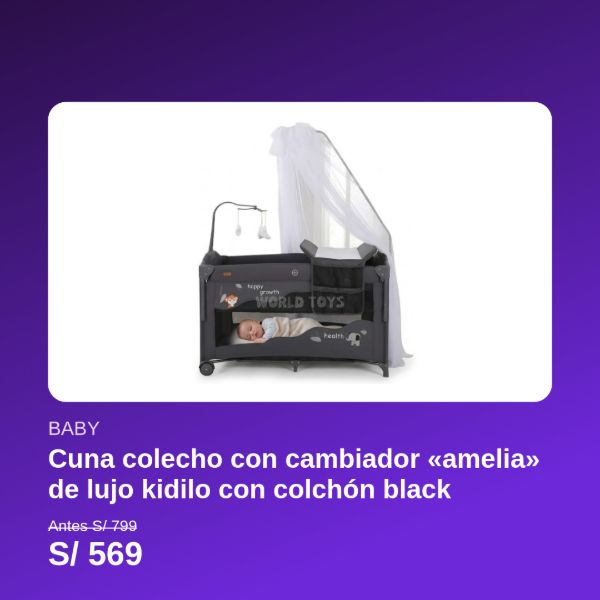 happy
growth
WORLD TOYS
health
BABY
Cuna colecho con cambiador «amelia»
de lujo kidilo con colchón black
Antes S/ 799
S/ 569